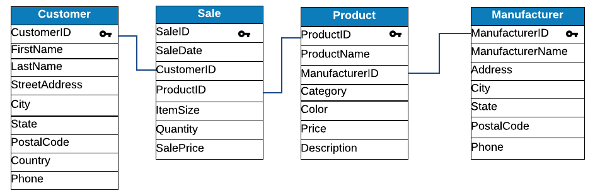 Customer
CustomerID
FirstName
LastName
StreetAddress
City
State
PostalCode
Country
Phone
Sale
SaleID
SaleDate
CustomerID
ProductID
ItemSize
Quantity
SalePrice
Product
ProductID
ProductName
ManufacturerID
Category
Color
Price
Description
Manufacturer
ManufacturerID
ManufacturerName
Address
City
State
PostalCode
Phone